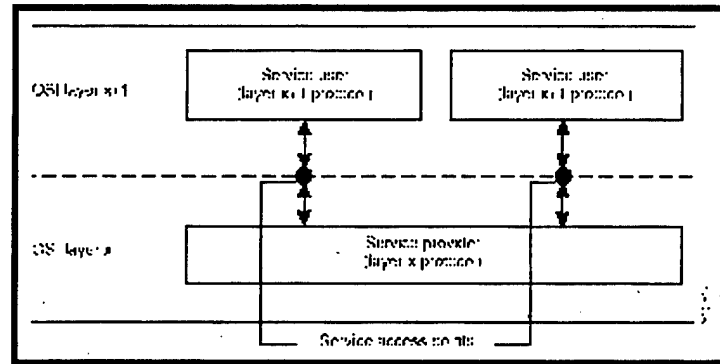 Service user
(layer x+1 protocol)
Service user
(layer x+1 protocol)
OSI layer x+1
OSI layer x
Service provider
(layer x protocol)
Service access points